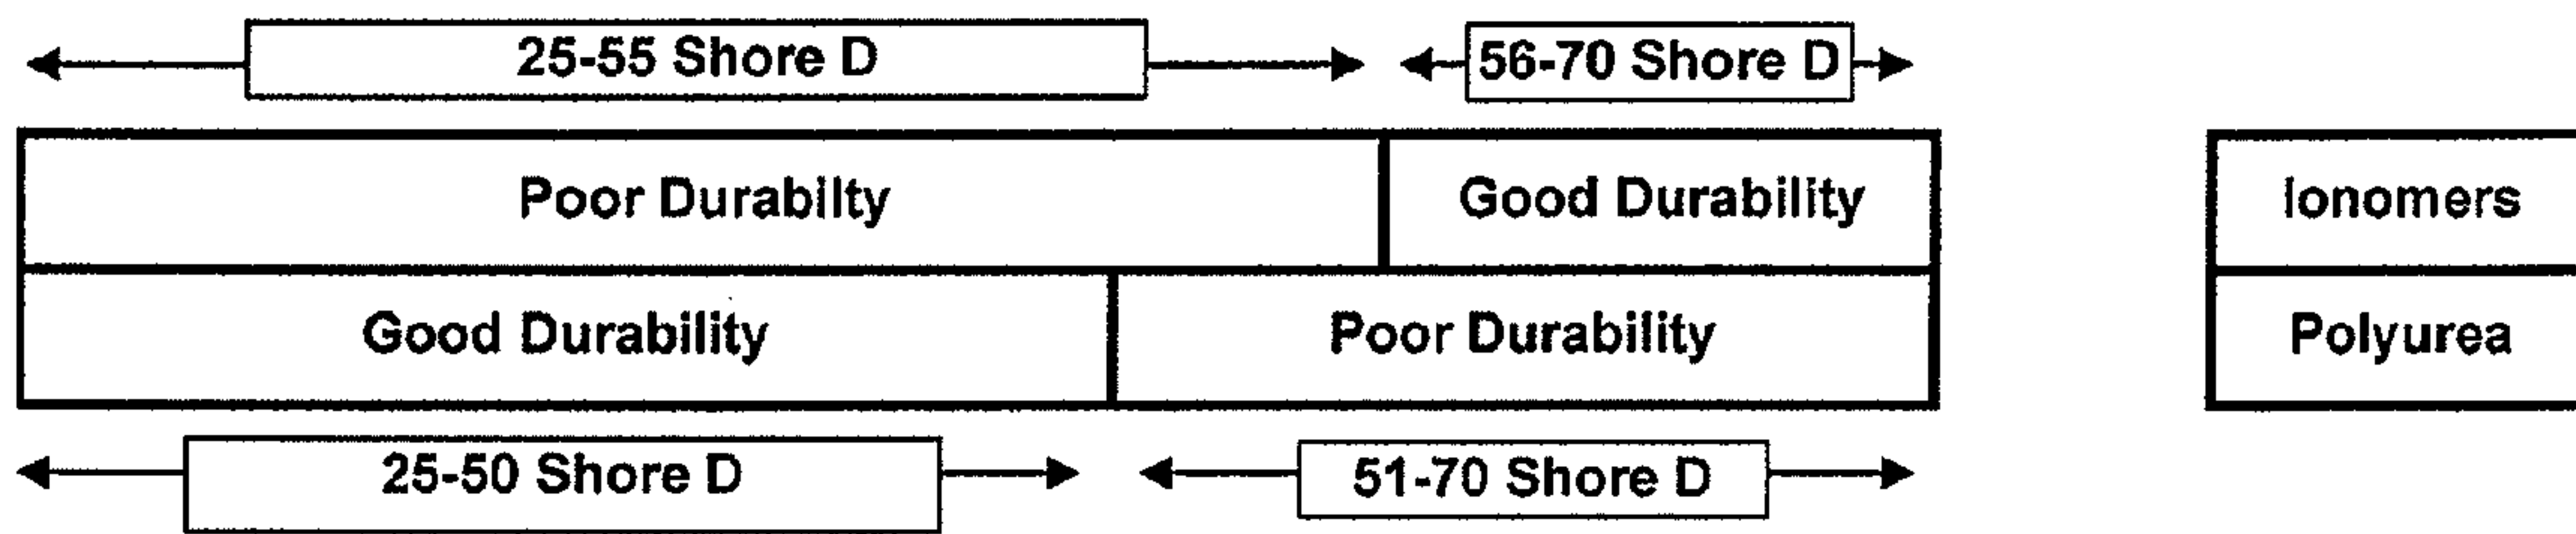 25-55 Shore D
56-70 Shore D
Poor Durabilty
Good Durability
Ionomers
Good Durability
Poor Durability
Polyurea
25-50 Shore D
51-70 Shore D